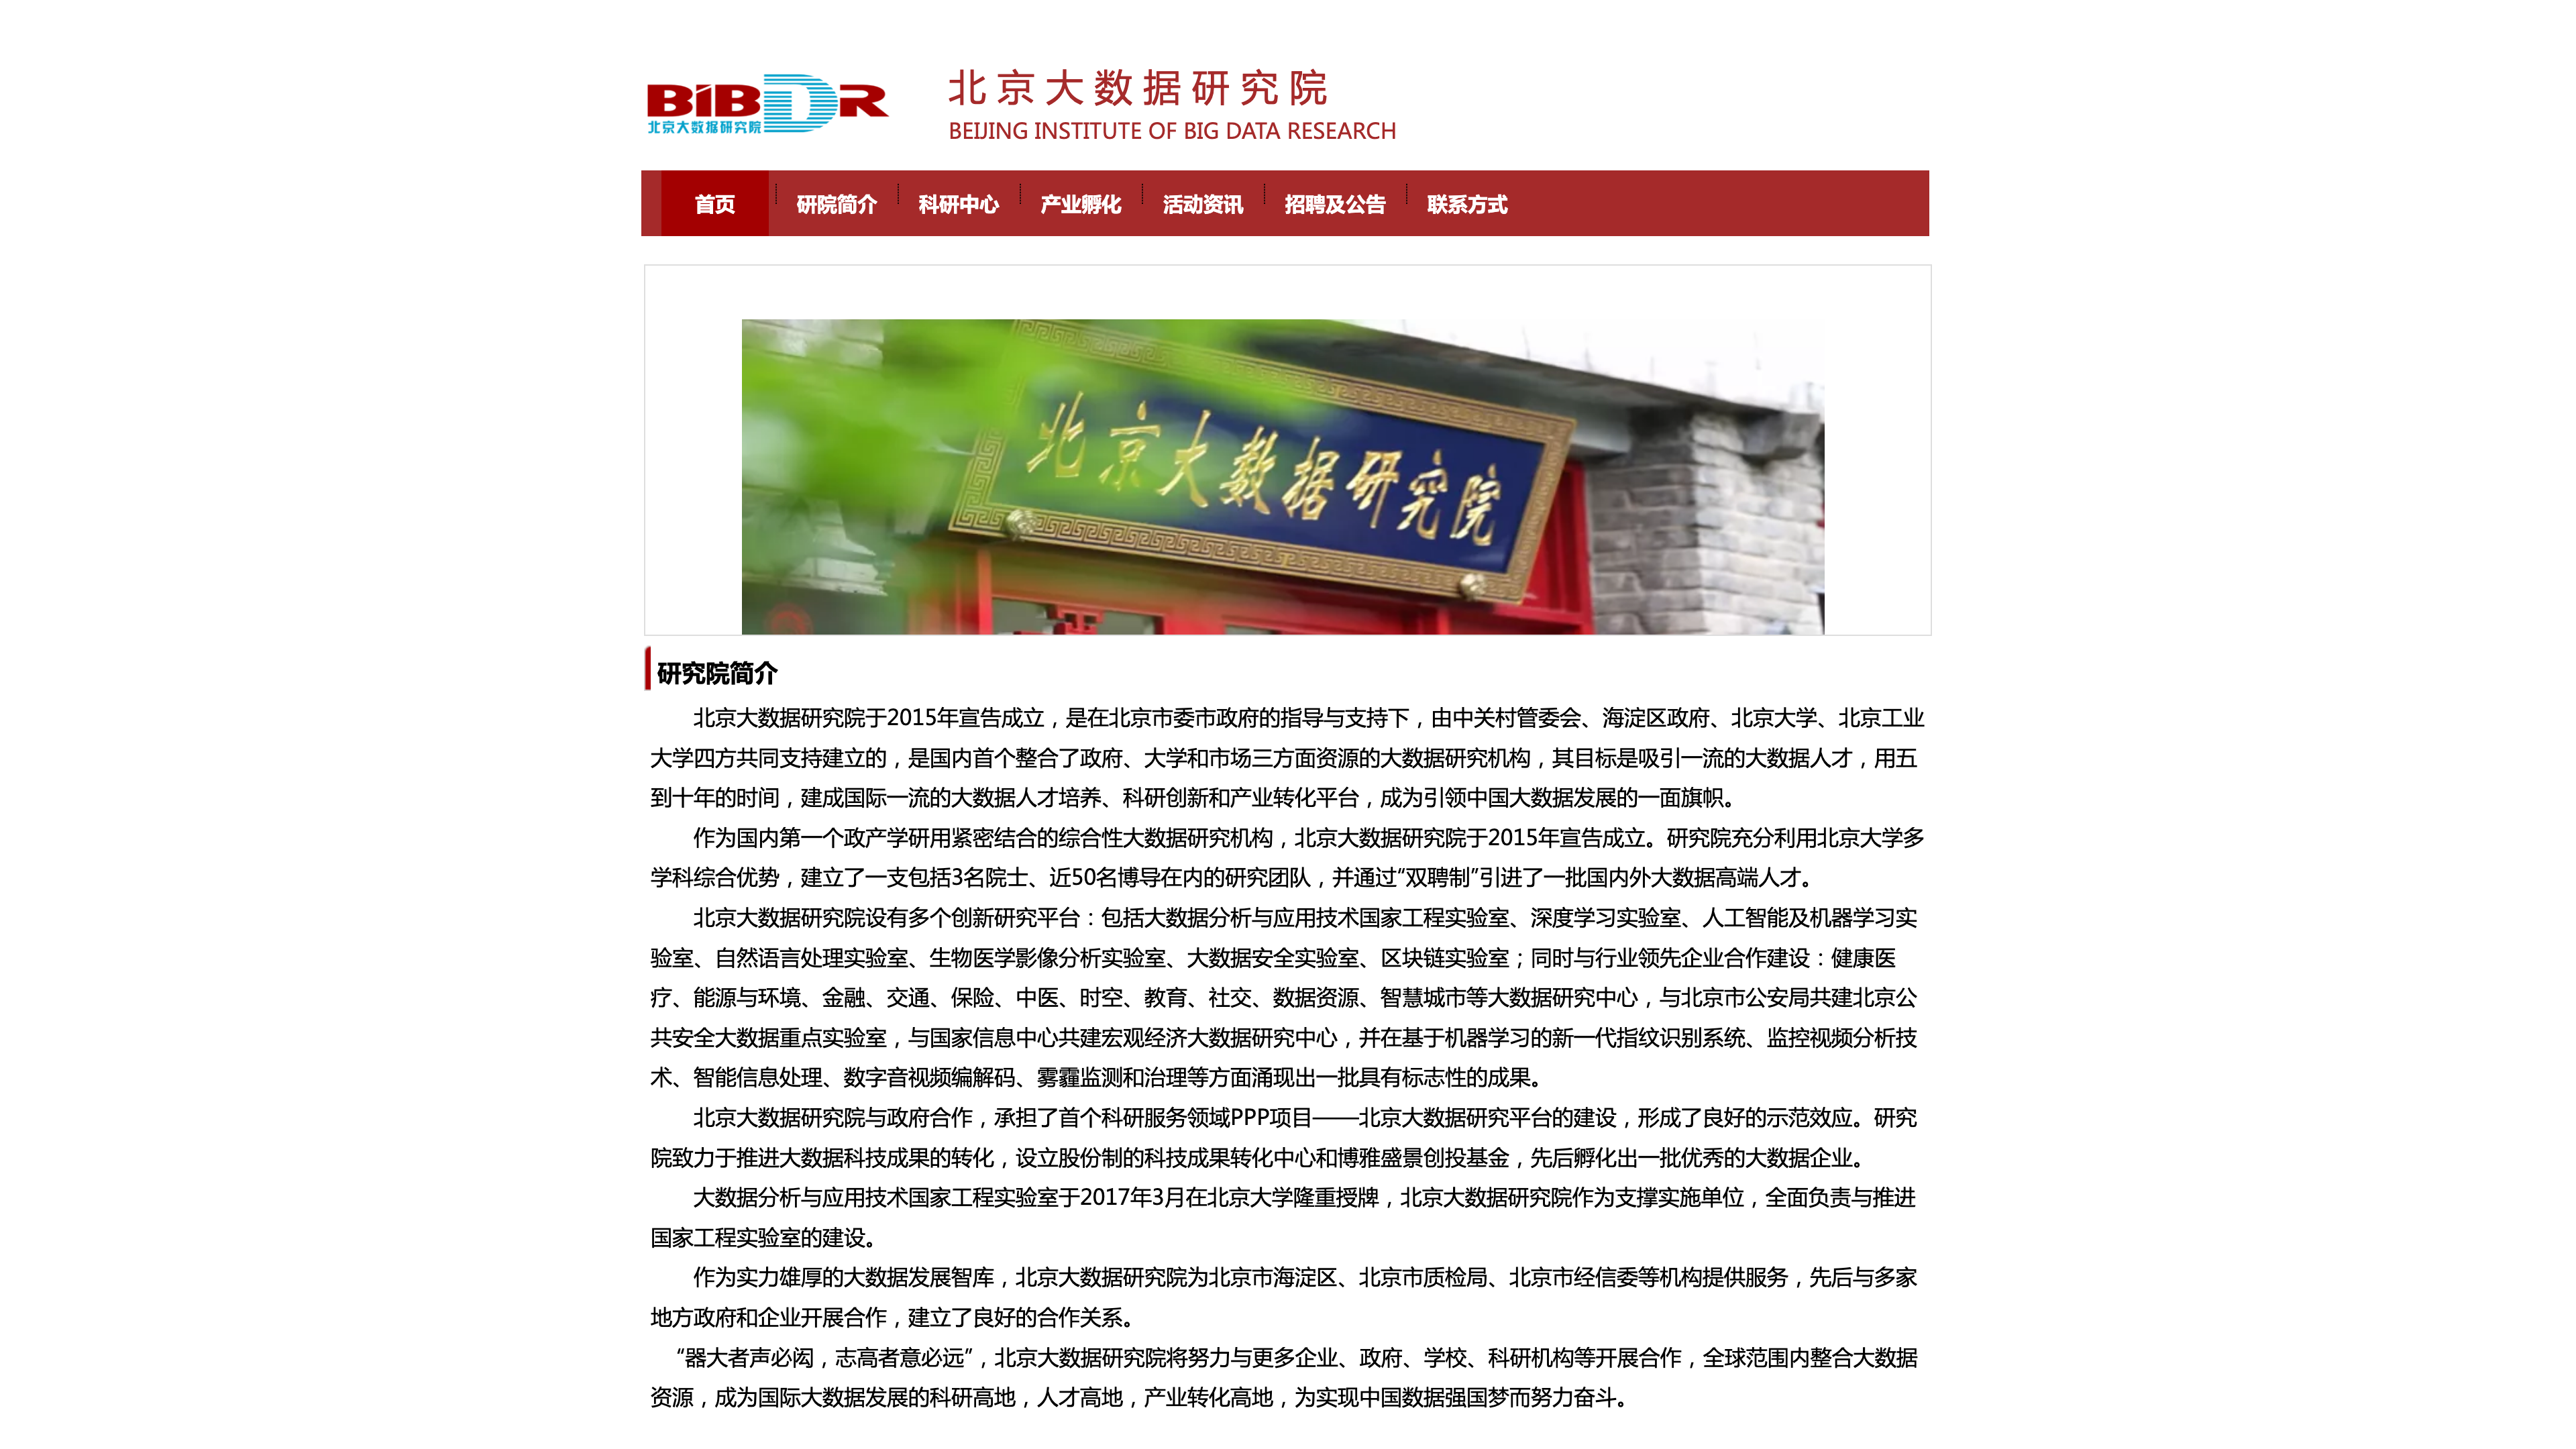 BIBDR
北京大数据研究院
北京大数据研究院
BEIJING INSTITUTE OF BIG DATA RESEARCH
首页 研院简介 科研中心 产业孵化 活动资讯 招聘及公告 联系方式
北京大数据研究院
研究院简介
北京大数据研究院于2015年宣告成立，是在北京市委市政府的指导与支持下，由中关村管委会、海淀区政府、北京大学、北京工业
大学四方共同支持建立的，是国内首个整合了政府、大学和市场三方面资源的大数据研究机构，其目标是吸引一流的大数据人才，用五
到十年的时间，建成国际一流的大数据人才培养、科研创新和产业转化平台，成为引领中国大数据发展的一面旗帜。
作为国内第一个政产学研用紧密结合的综合性大数据研究机构，北京大数据研究院于2015年宣告成立。研究院充分利用北京大学多
学科综合优势，建立了一支包括3名院士、近50名博导在内的研究团队，并通过“双聘制”引进了一批国内外大数据高端人才。
北京大数据研究院设有多个创新研究平台：包括大数据分析与应用技术国家工程实验室、深度学习实验室、人工智能及机器学习实
验室、自然语言处理实验室、生物医学影像分析实验室、大数据安全实验室、区块链实验室；同时与行业领先企业合作建设：健康医
疗、能源与环境、金融、交通、保险、中医、时空、教育、社交、数据资源、智慧城市等大数据研究中心，与北京市公安局共建北京公
共安全大数据重点实验室，与国家信息中心共建宏观经济大数据研究中心，并在基于机器学习的新一代指纹识别系统、监控视频分析技
术、智能信息处理、数字音视频编解码、雾霾监测和治理等方面涌现出一批具有标志性的成果。
北京大数据研究院与政府合作，承担了首个科研服务领域PPP项目——北京大数据研究平台的建设，形成了良好的示范效应。研究
院致力于推进大数据科技成果的转化，设立股份制的科技成果转化中心和博雅盛景创投基金，先后孵化出一批优秀的大数据企业。
大数据分析与应用技术国家工程实验室于2017年3月在北京大学隆重授牌，北京大数据研究院作为支撑实施单位，全面负责与推进
国家工程实验室的建设。
作为实力雄厚的大数据发展智库，北京大数据研究院为北京市海淀区、北京市质检局、北京市经信委等机构提供服务，先后与多家
地方政府和企业开展合作，建立了良好的合作关系。
“器大者声必闳，志高者意必远”，北京大数据研究院将努力与更多企业、政府、学校、科研机构等开展合作，全球范围内整合大数据
资源，成为国际大数据发展的科研高地，人才高地，产业转化高地，为实现中国数据强国梦而努力奋斗。